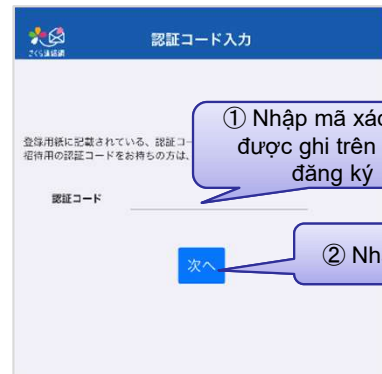 さくら連絡網
認証コード入力
① Nhập mã xác
được ghi trên
đăng ký
登録用紙に記載されている、認証コー
招待用の認証コードをお持ちの方は、
認証コード
次へ
② Nh